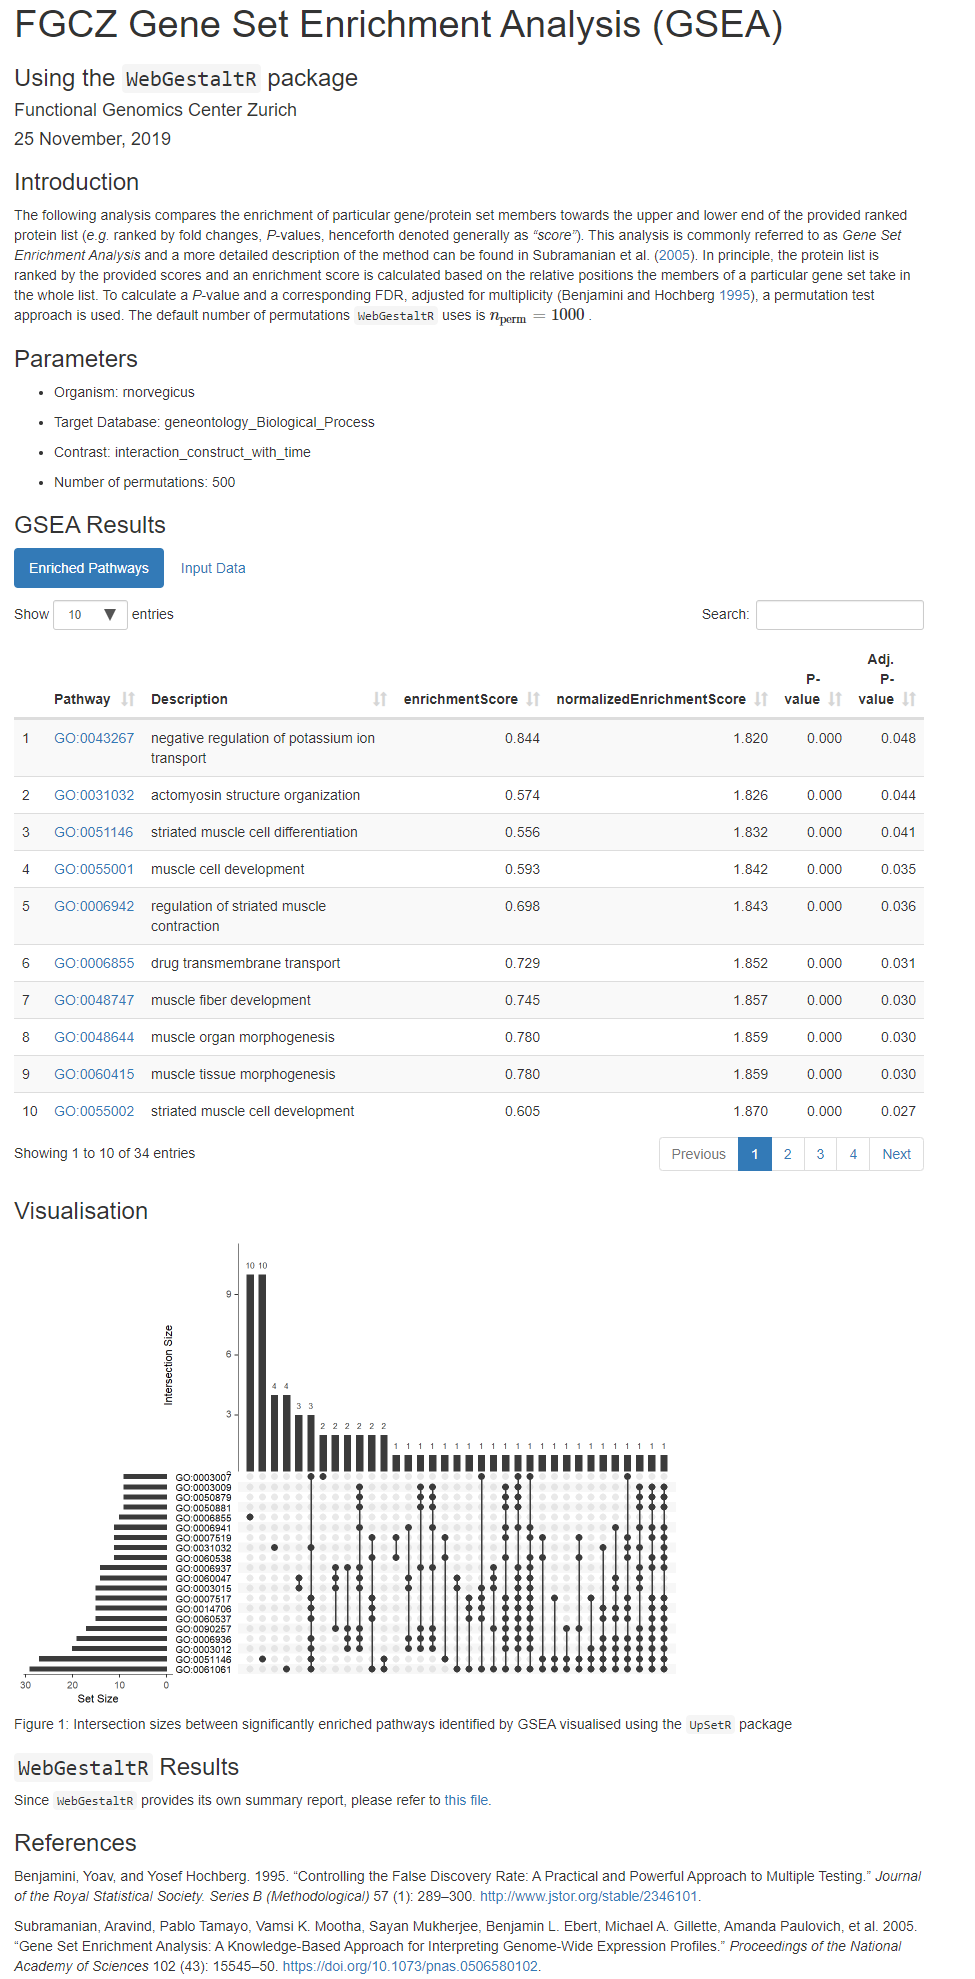 FGCZ Gene Set Enrichment Analysis (GSEA)
Using the WebGestaltR package
Functional Genomics Center Zurich
25 November, 2019
Introduction
The following analysis compares the enrichment of particular gene/protein set members towards the upper and lower end of the provided ranked
protein list (e.g. ranked by fold changes, P-values, henceforth denoted generally as “score”). This analysis is commonly referred to as Gene Set
Enrichment Analysis and a more detailed description of the method can be found in Subramanian et al. (2005). In principle, the protein list is
ranked by the provided scores and an enrichment score is calculated based on the relative positions the members of a particular gene set take in
the whole list. To calculate a P-value and a corresponding FDR, adjusted for multiplicity (Benjamini and Hochberg 1995), a permutation test
approach is used. The default number of permutations WebGestaltR uses is nperm = 1000 .
Parameters
• Organism: rnorvegicus
• Target Database: geneontology_Biological_Process
• Contrast: interaction_construct_with_time
• Number of permutations: 500
GSEA Results
Enriched Pathways Input Data
Show 10 entries Search:
Pathway Description enrichmentScore normalizedEnrichmentScore P-value Adj. P-value
1 GO:0043267 negative regulation of potassium ion transport 0.844 1.820 0.000 0.048
2 GO:0031032 actomyosin structure organization 0.574 1.826 0.000 0.044
3 GO:0051146 striated muscle cell differentiation 0.556 1.832 0.000 0.041
4 GO:0055001 muscle cell development 0.593 1.842 0.000 0.035
5 GO:0006942 regulation of striated muscle contraction 0.698 1.843 0.000 0.036
6 GO:0006855 drug transmembrane transport 0.729 1.852 0.000 0.031
7 GO:0048747 muscle fiber development 0.745 1.857 0.000 0.030
8 GO:0048644 muscle organ morphogenesis 0.780 1.859 0.000 0.030
9 GO:0060415 muscle tissue morphogenesis 0.780 1.859 0.000 0.030
10 GO:0055002 striated muscle cell development 0.605 1.870 0.000 0.027
Showing 1 to 10 of 34 entries Previous 1 2 3 4 Next
Visualisation
10 10
9
6
Intersection Size
4 4
3 3
3
2 2 2 2 2 2
1 1 1 1 1 1 1 1 1 1 1 1 1 1 1 1 1 1 1 1 1 1 1
GO:0003007
GO:0003009
GO:0050879
GO:0050881
GO:0006855
GO:0006941
GO:0007519
GO:0031032
GO:0060538
GO:0006937
GO:0060047
GO:0003015
GO:0007517
GO:0014706
GO:0060537
GO:0090257
GO:0006936
GO:0003012
GO:0051146
GO:0061061
30 20 10 0
Set Size
Figure 1: Intersection sizes between significantly enriched pathways identified by GSEA visualised using the UpSetR package
WebGestaltR Results
Since WebGestaltR provides its own summary report, please refer to this file.
References
Benjamini, Yoav, and Yosef Hochberg. 1995. “Controlling the False Discovery Rate: A Practical and Powerful Approach to Multiple Testing.” Journal
of the Royal Statistical Society. Series B (Methodological) 57 (1): 289–300. http://www.jstor.org/stable/2346101.
Subramanian, Aravind, Pablo Tamayo, Vamsi K. Mootha, Sayan Mukherjee, Benjamin L. Ebert, Michael A. Gillette, Amanda Paulovich, et al. 2005.
“Gene Set Enrichment Analysis: A Knowledge-Based Approach for Interpreting Genome-Wide Expression Profiles.” Proceedings of the National
Academy of Sciences 102 (43): 15545–50. https://doi.org/10.1073/pnas.0506580102.